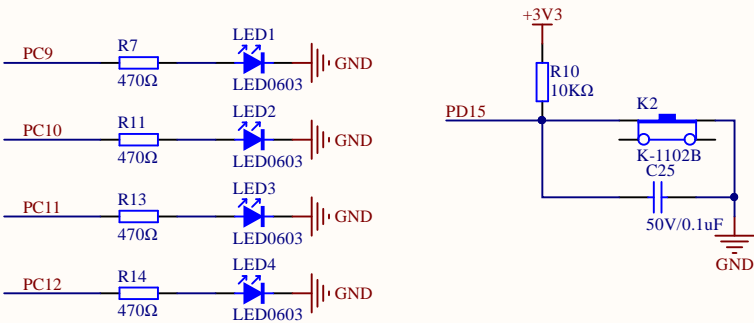 PC9
R7
470Ω
LED1
LED0603
GND
PC10
R11
470Ω
LED2
LED0603
GND
PC11
R13
470Ω
LED3
LED0603
GND
PC12
R14
470Ω
LED4
LED0603
GND
+3V3
R10
10KΩ
PD15
K2
K-1102B
C25
50V/0.1uF
GND